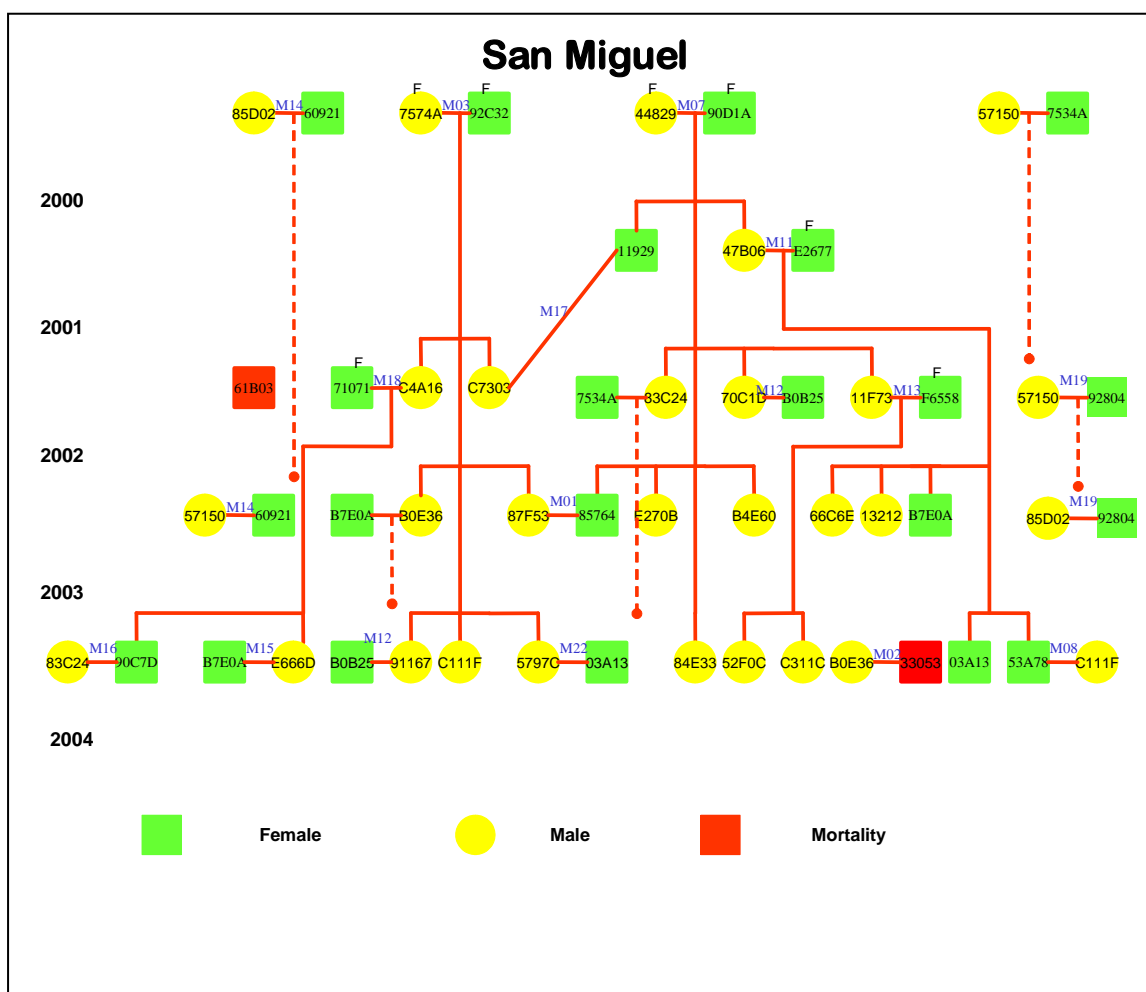 San Miguel
F F F F
85D02 M14 60921 7574A M03 92C32 44829 M07 90D1A 57150 7534A
2000
F
11929 47B06 M11 E2677
M17
2001
F F
61B03 71071 M18 C4A16 C7303 7534A 83C24 70C1D M12 B0B25 11F73 M13 F6558 57150 M19 92804
2002
57150 M14 60921 B7E0A B0E36 87F53 M01 85764 E270B B4E60 66C6E 13212 B7E0A 85D02 M19 92804
2003
83C24 M16 90C7D B7E0A M15 E666D B0B25 M12 91167 C111F 5797C M22 03A13 84E33 52F0C C311C B0E36 M02 33053 03A13 53A78 M08 C111F
2004
Female Male Mortality